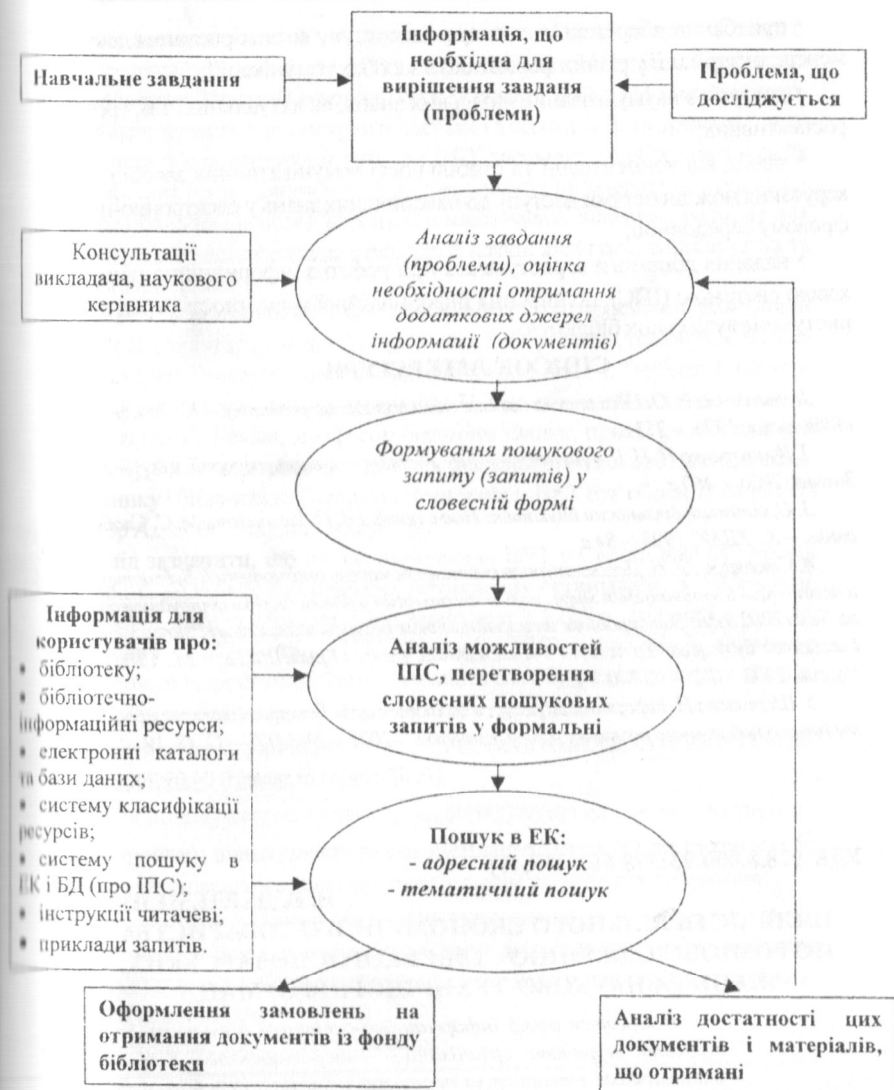 Навчальне завдання
Інформація, що
необхідна для
вирішення завданя
(проблеми)
Проблема, що
досліджується
Консультації
викладача, наукового
керівника
Аналіз завдання
(проблеми), оцінка
необхідності отримання
додаткових джерел
інформації (документів)
Формування пошукового
запиту (запитів) у
словесній формі
Інформація для
користувачів про:
• бібліотеку;
• бібліотечно-
інформаційні ресурси;
• електронні каталоги
та бази даних;
• систему класифікації
ресурсів;
• систему пошуку в
ЕК і БД (про ІПС);
• інструкції читачеві;
• приклади запитів.
Аналіз можливостей
ІПС, перетворення
словесних пошукових
запитів у формальні
Пошук в ЕК:
- адресний пошук
- тематичний пошук
Оформлення замовлень на
отримання документів із фонду
бібліотеки
Аналіз достатності цих
документів і матеріалів,
що отримані